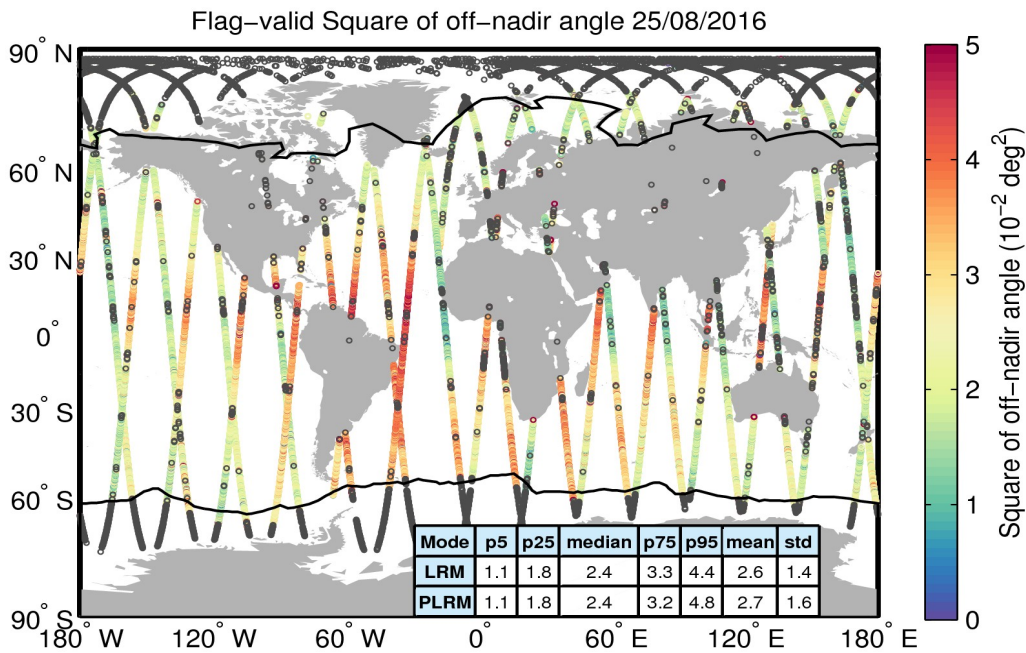 Flag−valid Square of off−nadir angle 25/08/2016
90° N
60° N
30° N
0°
30° S
60° S
90° S
180° W
120° W
60° W
0°
60° E
120° E
180° E
Mode p5 p25 median p75 p95 mean std
LRM 1.1 1.8 2.4 3.3 4.4 2.6 1.4
PLRM 1.1 1.8 2.4 3.2 4.8 2.7 1.6
5
4
3
2
1
0
Square of off−nadir angle (10⁻² deg²)